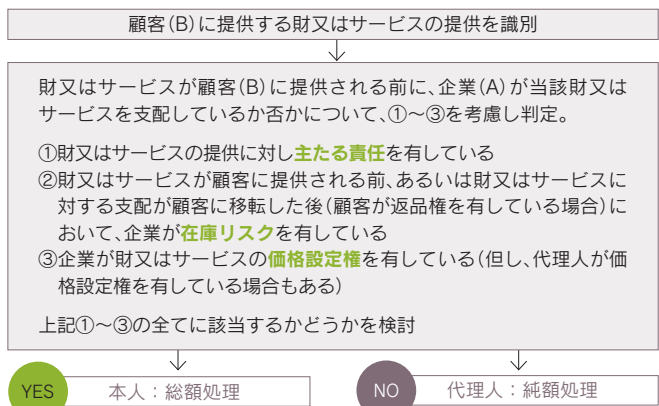 顧客(B)に提供する財又はサービスの提供を識別
財又はサービスが顧客(B)に提供される前に、企業(A)が当該財又は
サービスを支配しているか否かについて、①〜③を考慮し判定。
①財又はサービスの提供に対し主たる責任を有している
②財又はサービスが顧客に提供される前、あるいは財又はサービスに
対する支配が顧客に移転した後(顧客が返品権を有している場合)に
おいて、企業が在庫リスクを有している
③企業が財又はサービスの価格設定権を有している(但し、代理人が価
格設定権を有している場合もある)
上記①〜③の全てに該当するかどうかを検討
YES 本人：総額処理
NO 代理人：純額処理